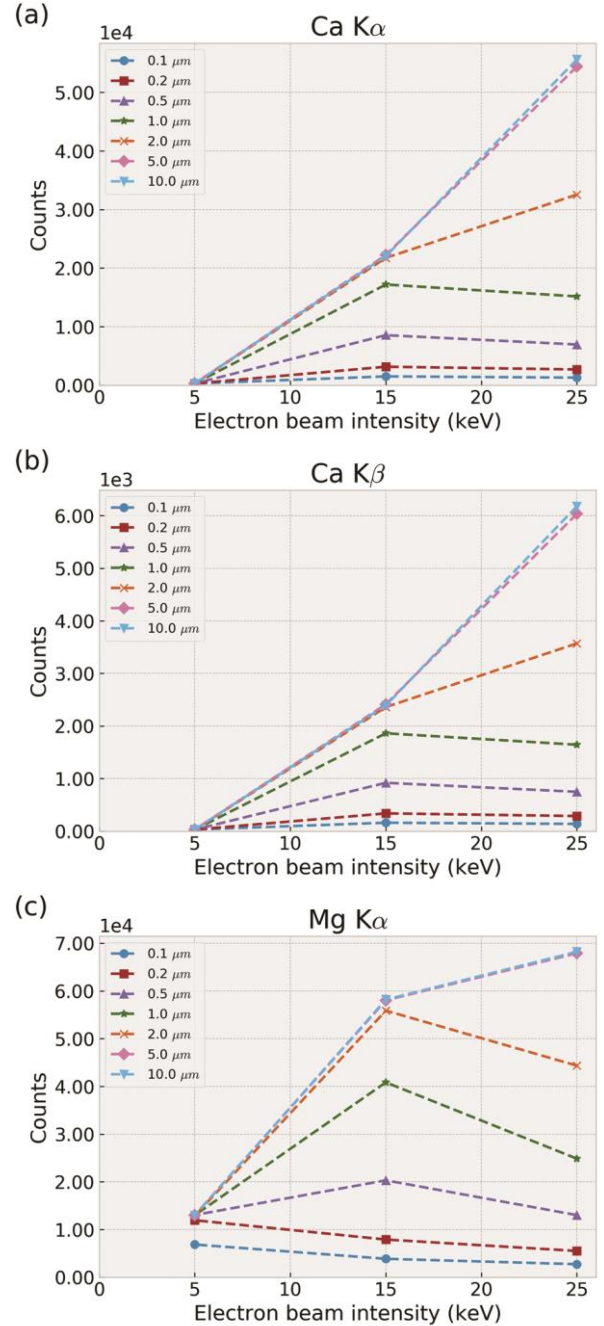 (a)
Ca Kα
1e4
0.1 μm
0.2 μm
0.5 μm
1.0 μm
2.0 μm
5.0 μm
10.0 μm
5.00
4.00
3.00
2.00
1.00
0.00
Counts
0 5 10 15 20 25
Electron beam intensity (keV)
(b)
Ca Kβ
1e3
0.1 μm
0.2 μm
0.5 μm
1.0 μm
2.0 μm
5.0 μm
10.0 μm
6.00
5.00
4.00
3.00
2.00
1.00
0.00
Counts
0 5 10 15 20 25
Electron beam intensity (keV)
(c)
Mg Kα
1e4
0.1 μm
0.2 μm
0.5 μm
1.0 μm
2.0 μm
5.0 μm
10.0 μm
7.00
6.00
5.00
4.00
3.00
2.00
1.00
0.00
Counts
0 5 10 15 20 25
Electron beam intensity (keV)